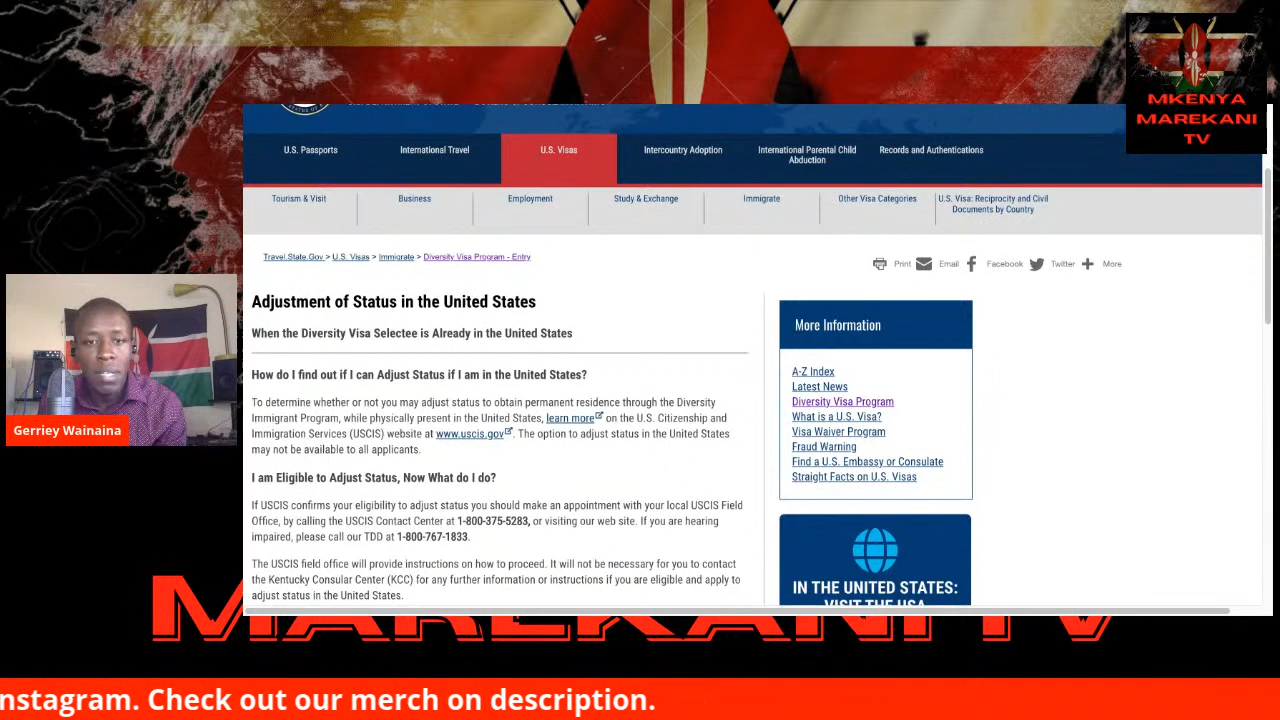 MKENYA
MAREKANI
TV
U.S. Passports
International Travel
U.S. Visas
Intercountry Adoption
International Parental Child
Abduction
Records and Authentications
Tourism & Visit
Business
Employment
Study & Exchange
Immigrate
Other Visa Categories
U.S. Visa: Reciprocity and Civil
Documents by Country
Travel.State.Gov > U.S. Visas > Immigrate > Diversity Visa Program - Entry
Print Email Facebook Twitter More
Adjustment of Status in the United States
When the Diversity Visa Selectee is Already in the United States
How do I find out if I can Adjust Status if I am in the United States?
To determine whether or not you may adjust status to obtain permanent residence through the Diversity
Immigrant Program, while physically present in the United States, learn more on the U.S. Citizenship and
Immigration Services (USCIS) website at www.uscis.gov. The option to adjust status in the United States
may not be available to all applicants.
I am Eligible to Adjust Status, Now What do I do?
If USCIS confirms your eligibility to adjust status you should make an appointment with your local USCIS Field
Office, by calling the USCIS Contact Center at 1-800-375-5283, or visiting our web site. If you are hearing
impaired, please call our TDD at 1-800-767-1833.
The USCIS field office will provide instructions on how to proceed. It will not be necessary for you to contact
the Kentucky Consular Center (KCC) for any further information or instructions if you are eligible and apply to
adjust status in the United States.
More Information
A-Z Index
Latest News
Diversity Visa Program
What is a U.S. Visa?
Visa Waiver Program
Fraud Warning
Find a U.S. Embassy or Consulate
Straight Facts on U.S. Visas
IN THE UNITED STATES:
VISIT THE USA
Gerriey Wainaina
MAREKANI TV
nstagram. Check out our merch on description.